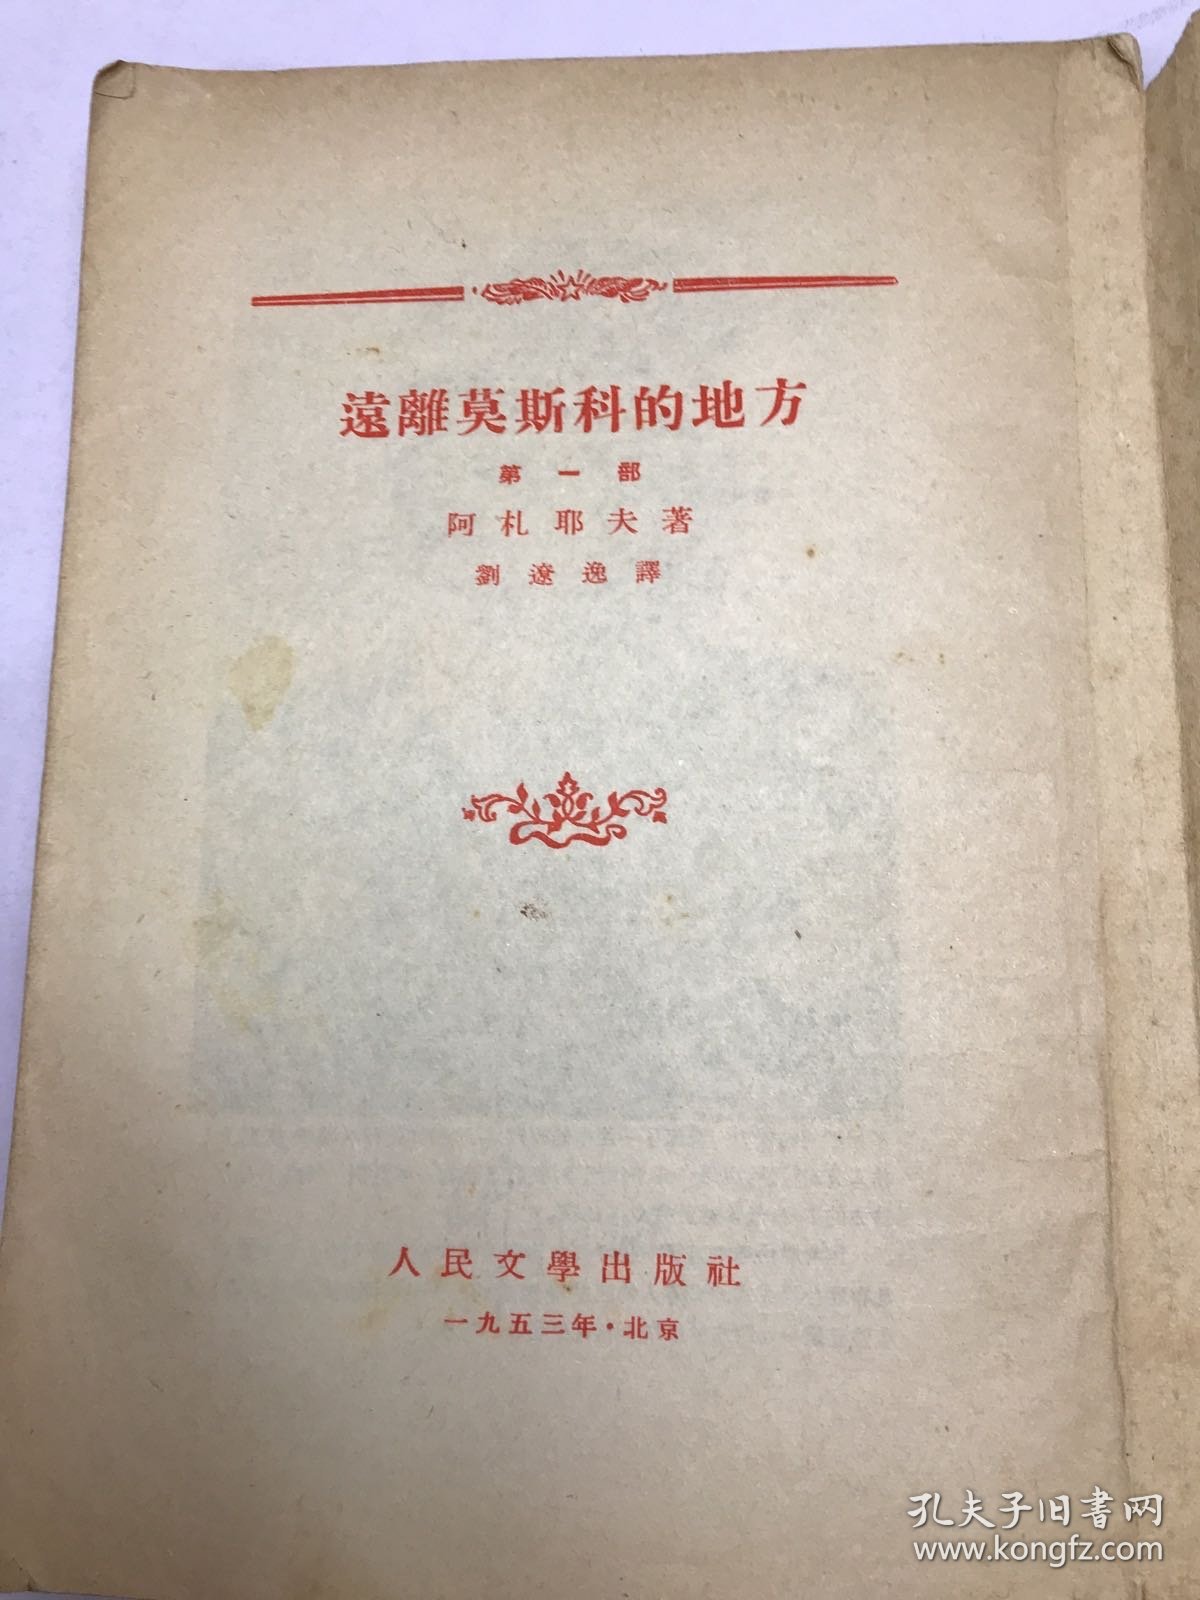 遠離莫斯科的地方
第一部
阿札耶夫著
劉遼逸譯
人民文學出版社
一九五三年·北京
孔夫子旧書网
www.kongfz.com